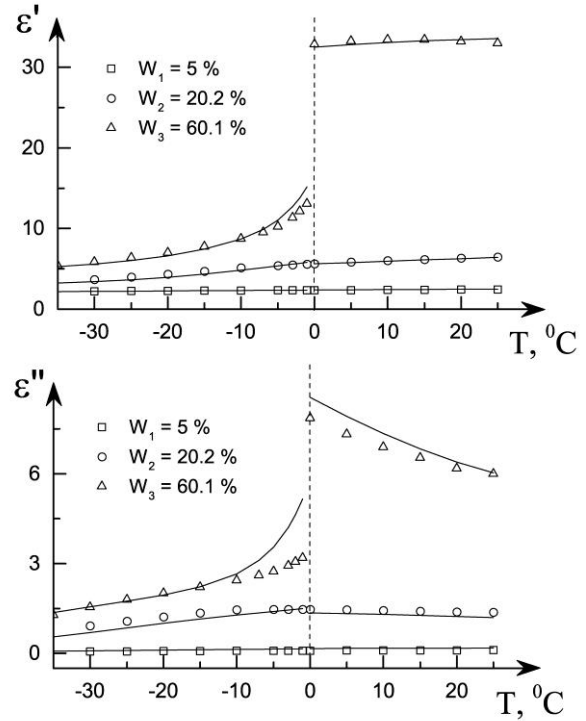 ε'
30
20
10
0
W₁ = 5 %
W₂ = 20.2 %
W₃ = 60.1 %
-30 -20 -10 0 10 20
T, ⁰C
ε"
6
3
0
W₁ = 5 %
W₂ = 20.2 %
W₃ = 60.1 %
-30 -20 -10 0 10 20
T, ⁰C